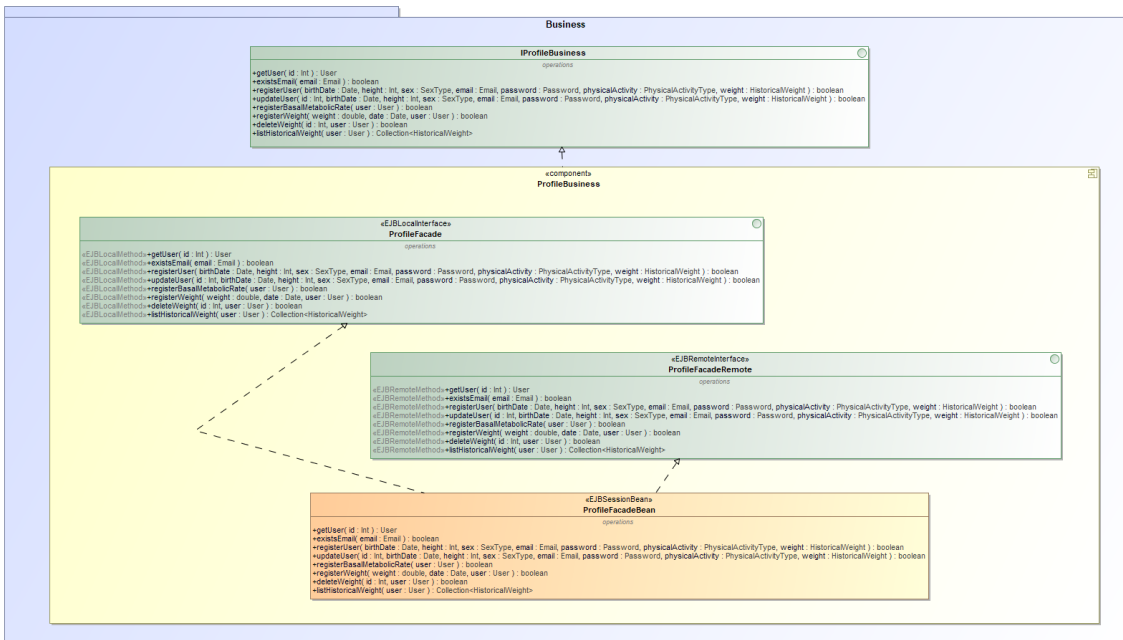 Business
IProfileBusiness
operations
+getUser( id : Int ) : User
+existsEmail( email : Email ) : boolean
+registerUser( birthDate : Date, height : Int, sex : SexType, email : Email, password : Password, physicalActivity : PhysicalActivityType, weight : HistoricalWeight ) : boolean
+updateUser( id : Int, birthDate : Date, height : Int, sex : SexType, email : Email, password : Password, physicalActivity : PhysicalActivityType, weight : HistoricalWeight ) : boolean
+registerBasalMetabolicRate( user : User ) : boolean
+registerWeight( weight : double, date : Date, user : User ) : boolean
+deleteWeight( id : Int, user : User ) : boolean
+listHistoricalWeight( user : User ) : Collection<HistoricalWeight>
«component»
ProfileBusiness
«EJBLocalInterface»
ProfileFacade
operations
«EJBLocalMethod»+getUser( id : Int ) : User
«EJBLocalMethod»+existsEmail( email : Email ) : boolean
«EJBLocalMethod»+registerUser( birthDate : Date, height : Int, sex : SexType, email : Email, password : Password, physicalActivity : PhysicalActivityType, weight : HistoricalWeight ) : boolean
«EJBLocalMethod»+updateUser( id : Int, birthDate : Date, height : Int, sex : SexType, email : Email, password : Password, physicalActivity : PhysicalActivityType, weight : HistoricalWeight ) : boolean
«EJBLocalMethod»+registerBasalMetabolicRate( user : User ) : boolean
«EJBLocalMethod»+registerWeight( weight : double, date : Date, user : User ) : boolean
«EJBLocalMethod»+deleteWeight( id : Int, user : User ) : boolean
«EJBLocalMethod»+listHistoricalWeight( user : User ) : Collection<HistoricalWeight>
«EJBRemoteInterface»
ProfileFacadeRemote
operations
«EJBRemoteMethod»+getUser( id : Int ) : User
«EJBRemoteMethod»+existsEmail( email : Email ) : boolean
«EJBRemoteMethod»+registerUser( birthDate : Date, height : Int, sex : SexType, email : Email, password : Password, physicalActivity : PhysicalActivityType, weight : HistoricalWeight ) : boolean
«EJBRemoteMethod»+updateUser( id : Int, birthDate : Date, height : Int, sex : SexType, email : Email, password : Password, physicalActivity : PhysicalActivityType, weight : HistoricalWeight ) : boolean
«EJBRemoteMethod»+registerBasalMetabolicRate( user : User ) : boolean
«EJBRemoteMethod»+registerWeight( weight : double, date : Date, user : User ) : boolean
«EJBRemoteMethod»+deleteWeight( id : Int, user : User ) : boolean
«EJBRemoteMethod»+listHistoricalWeight( user : User ) : Collection<HistoricalWeight>
«EJBSessionBean»
ProfileFacadeBean
operations
+getUser( id : Int ) : User
+existsEmail( email : Email ) : boolean
+registerUser( birthDate : Date, height : Int, sex : SexType, email : Email, password : Password, physicalActivity : PhysicalActivityType, weight : HistoricalWeight ) : boolean
+updateUser( id : Int, birthDate : Date, height : Int, sex : SexType, email : Email, password : Password, physicalActivity : PhysicalActivityType, weight : HistoricalWeight ) : boolean
+registerBasalMetabolicRate( user : User ) : boolean
+registerWeight( weight : double, date : Date, user : User ) : boolean
+deleteWeight( id : Int, user : User ) : boolean
+listHistoricalWeight( user : User ) : Collection<HistoricalWeight>